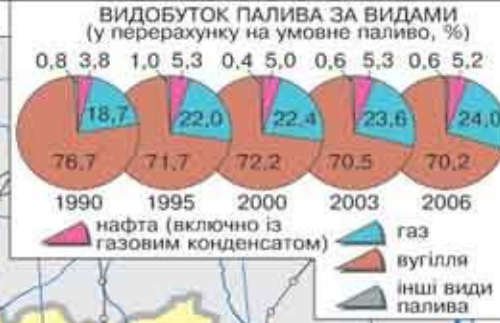 ВИДОБУТОК ПАЛИВА ЗА ВИДАМИ
(у перерахунку на умовне паливо, %)
0,8 3,8 1,0 5,3 0.4 5,0 0,6 5,3 0,6 5,2
18,7 22,0 22,4 23,6 24,0
76,7 71,7 72,2 70.5 70,2
1990 1995 2000 2003 2006
нафта (включно із
газовим конденсатом)
газ
вугілля
інші види
палива